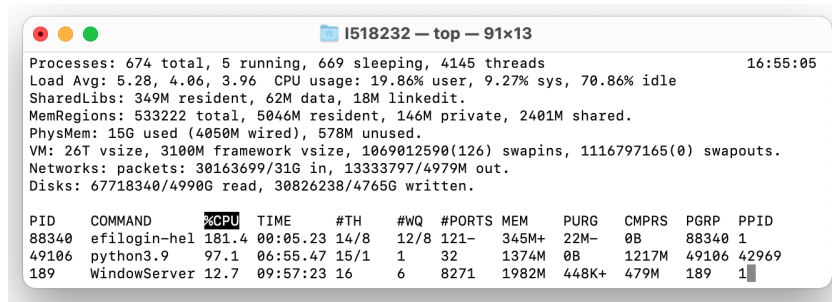 I518232 — top — 91×13
Processes: 674 total, 5 running, 669 sleeping, 4145 threads 16:55:05
Load Avg: 5.28, 4.06, 3.96 CPU usage: 19.86% user, 9.27% sys, 70.86% idle
SharedLibs: 349M resident, 62M data, 18M linkedit.
MemRegions: 533222 total, 5046M resident, 146M private, 2401M shared.
PhysMem: 15G used (4050M wired), 578M unused.
VM: 26T vsize, 3100M framework vsize, 1069012590(126) swapins, 1116797165(0) swapouts.
Networks: packets: 30163699/31G in, 13333797/4979M out.
Disks: 67718340/4990G read, 30826238/4765G written.
PID COMMAND %CPU TIME #TH #WQ #PORTS MEM PURG CMPRS PGRP PPID
88340 efilogin-hel 181.4 00:05.23 14/8 12/8 121- 345M+ 22M- 0B 88340 1
49106 python3.9 97.1 06:55.47 15/1 1 32 1374M 0B 1217M 49106 42969
189 WindowServer 12.7 09:57:23 16 6 8271 1982M 448K+ 479M 189 1